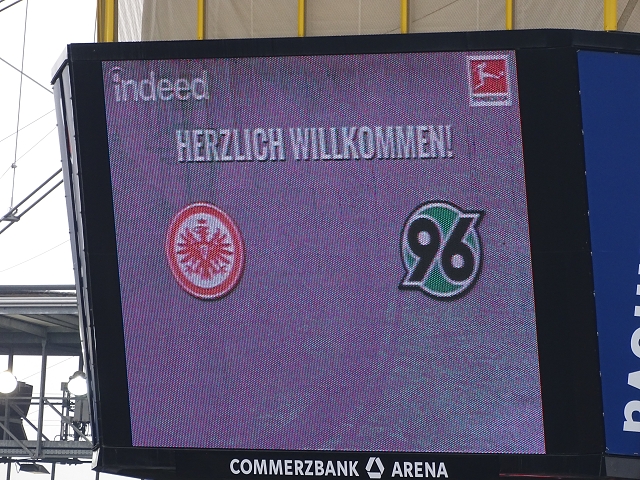 indeed
HERZLICH WILLKOMMEN!
96
COMMERZBANK ARENA